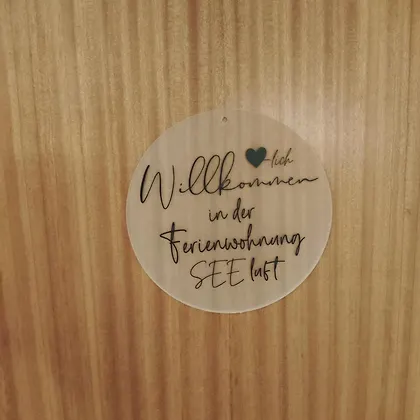 ♥-lich
Willkommen
in der
Ferienwohnung
SEE luft